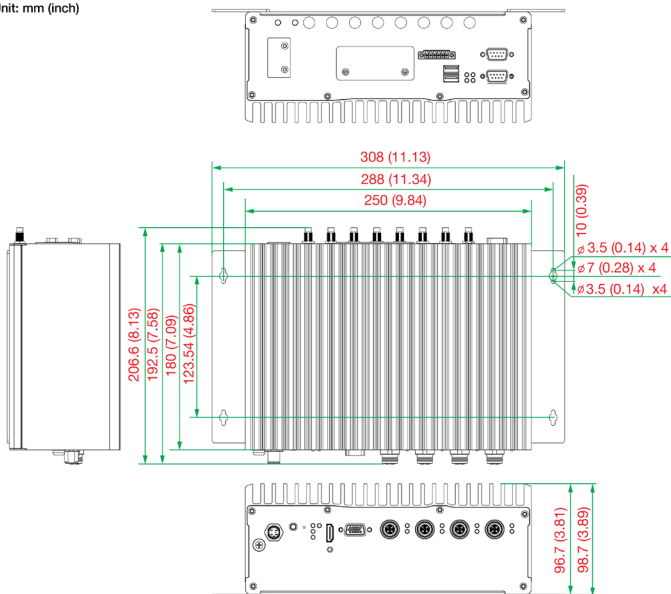 Unit: mm (inch)
308 (11.13)
288 (11.34)
250 (9.84)
10 (0.39)
ø 3.5 (0.14) x 4
ø 7 (0.28) x 4
ø 3.5 (0.14) x4
206.6 (8.13)
192.5 (7.58)
180 (7.09)
123.54 (4.86)
96.7 (3.81)
98.7 (3.89)